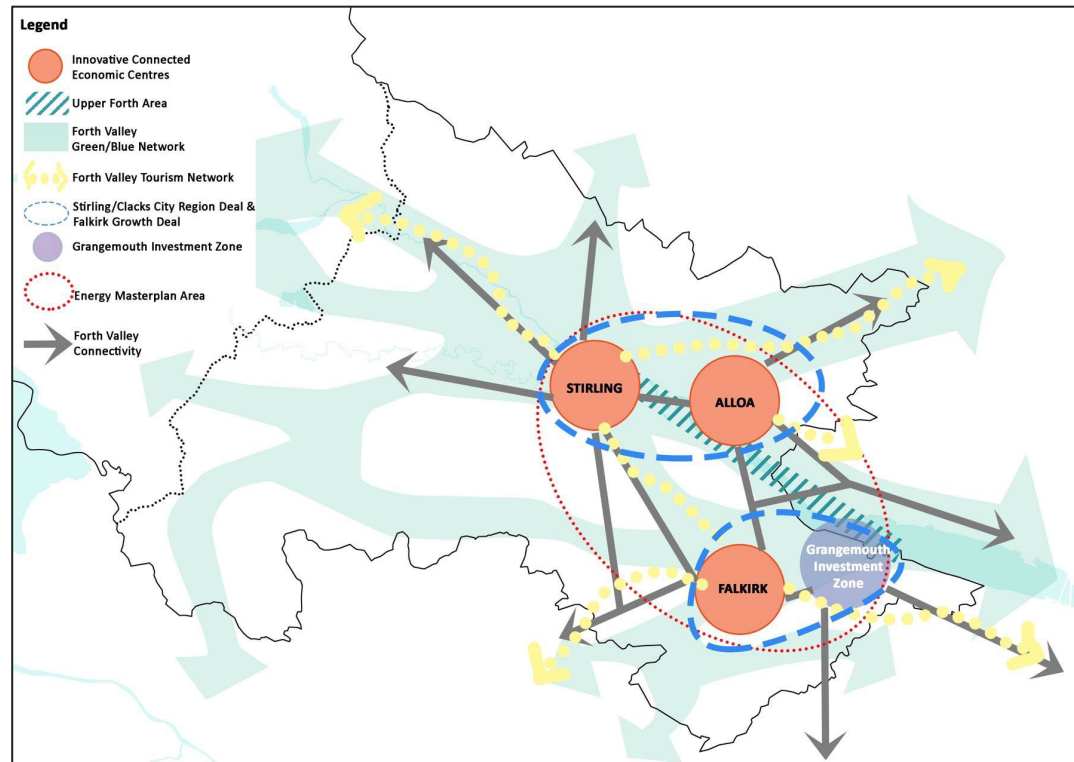 Legend
Innovative Connected
Economic Centres
Upper Forth Area
Forth Valley
Green/Blue Network
Forth Valley Tourism Network
Stirling/Clacks City Region Deal &
Falkirk Growth Deal
Grangemouth Investment Zone
Energy Masterplan Area
Forth Valley
Connectivity
STIRLING
ALLOA
FALKIRK
Grangemouth
Investment
Zone